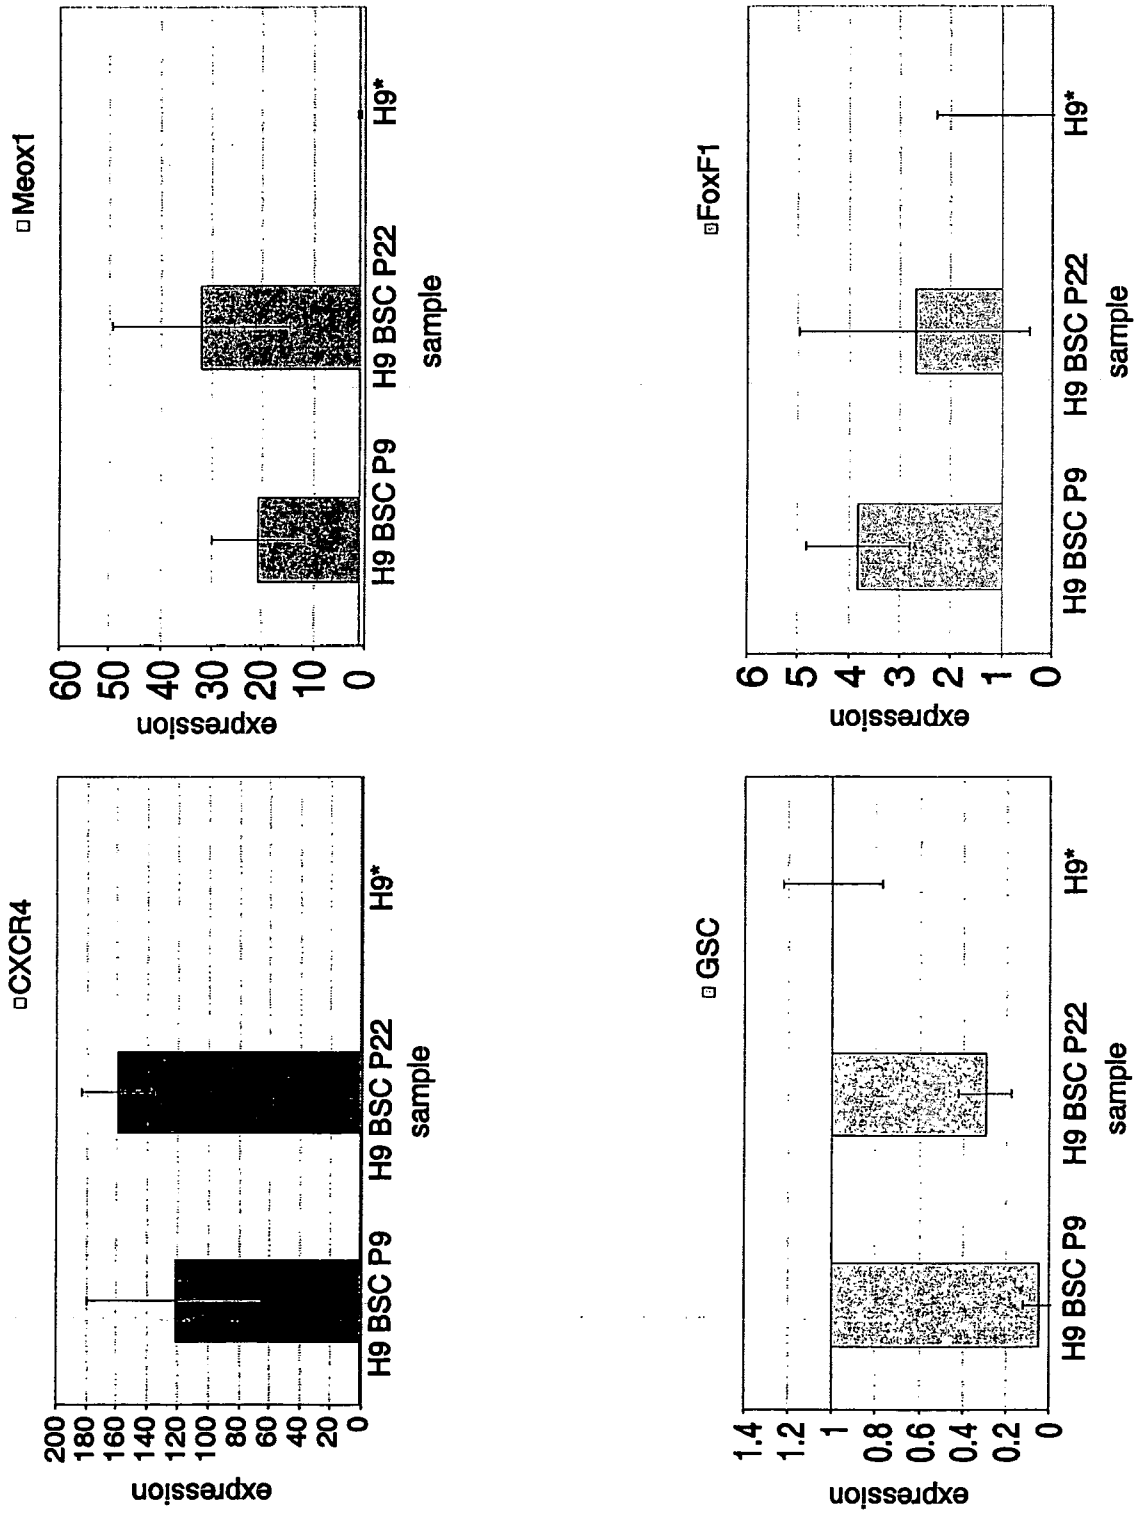 CXCR4
200
180
160
140
120
100
80
60
40
20
0
expression
H9 BSC P9 H9 BSC P22 H9*
sample
Meox1
60
50
40
30
20
10
0
expression
H9 BSC P9 H9 BSC P22 H9*
sample
GSC
1.4
1.2
1
0.8
0.6
0.4
0.2
0
expression
H9 BSC P9 H9 BSC P22 H9*
sample
FoxF1
6
5
4
3
2
1
0
expression
H9 BSC P9 H9 BSC P22 H9*
sample